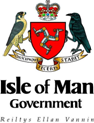 Isle of Man
Government
Reiltys Ellan Vannin